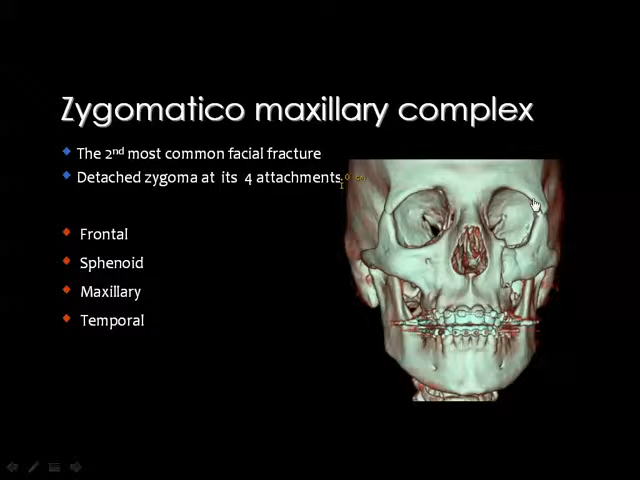 Zygomatico maxillary complex
The 2nd most common facial fracture
Detached zygoma at its 4 attachments
Frontal
Sphenoid
Maxillary
Temporal